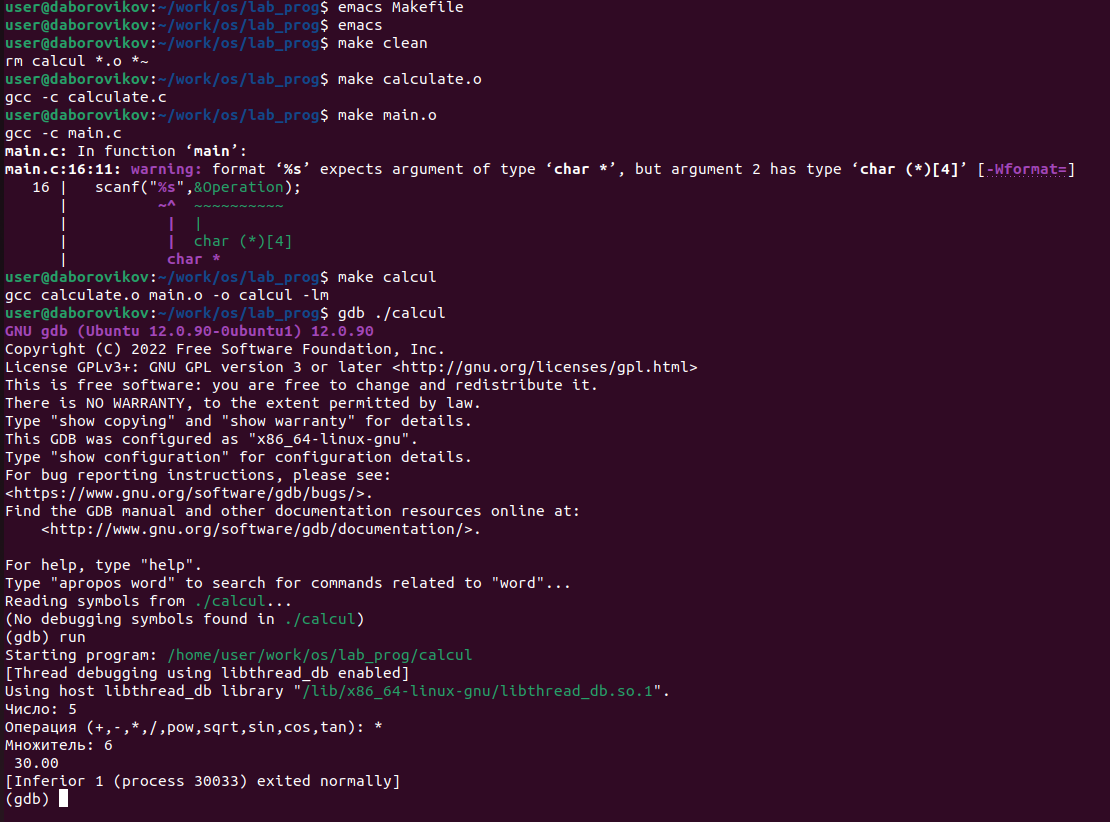 user@daborovikov:~/work/os/lab_prog$ emacs Makefile
user@daborovikov:~/work/os/lab_prog$ emacs
user@daborovikov:~/work/os/lab_prog$ make clean
rm calcul *.o *~
user@daborovikov:~/work/os/lab_prog$ make calculate.o
gcc -c calculate.c
user@daborovikov:~/work/os/lab_prog$ make main.o
gcc -c main.c
main.c: In function ‘main’:
main.c:16:11: warning: format ‘%s’ expects argument of type ‘char *’, but argument 2 has type ‘char (*)[4]’ [-Wformat=]
   16 |   scanf("%s",&Operation);
      |          ~^  ~~~~~~~~~~
      |           |  |
      |           |  char (*)[4]
      |           char *
user@daborovikov:~/work/os/lab_prog$ make calcul
gcc calculate.o main.o -o calcul -lm
user@daborovikov:~/work/os/lab_prog$ gdb ./calcul
GNU gdb (Ubuntu 12.0.90-0ubuntu1) 12.0.90
Copyright (C) 2022 Free Software Foundation, Inc.
License GPLv3+: GNU GPL version 3 or later <http://gnu.org/licenses/gpl.html>
This is free software: you are free to change and redistribute it.
There is NO WARRANTY, to the extent permitted by law.
Type "show copying" and "show warranty" for details.
This GDB was configured as "x86_64-linux-gnu".
Type "show configuration" for configuration details.
For bug reporting instructions, please see:
<https://www.gnu.org/software/gdb/bugs/>.
Find the GDB manual and other documentation resources online at:
    <http://www.gnu.org/software/gdb/documentation/>.

For help, type "help".
Type "apropos word" to search for commands related to "word"...
Reading symbols from ./calcul...
(No debugging symbols found in ./calcul)
(gdb) run
Starting program: /home/user/work/os/lab_prog/calcul
[Thread debugging using libthread_db enabled]
Using host libthread_db library "/lib/x86_64-linux-gnu/libthread_db.so.1".
Число: 5
Операция (+,-,*,/,pow,sqrt,sin,cos,tan): *
Множитель: 6
 30.00
[Inferior 1 (process 30033) exited normally]
(gdb)